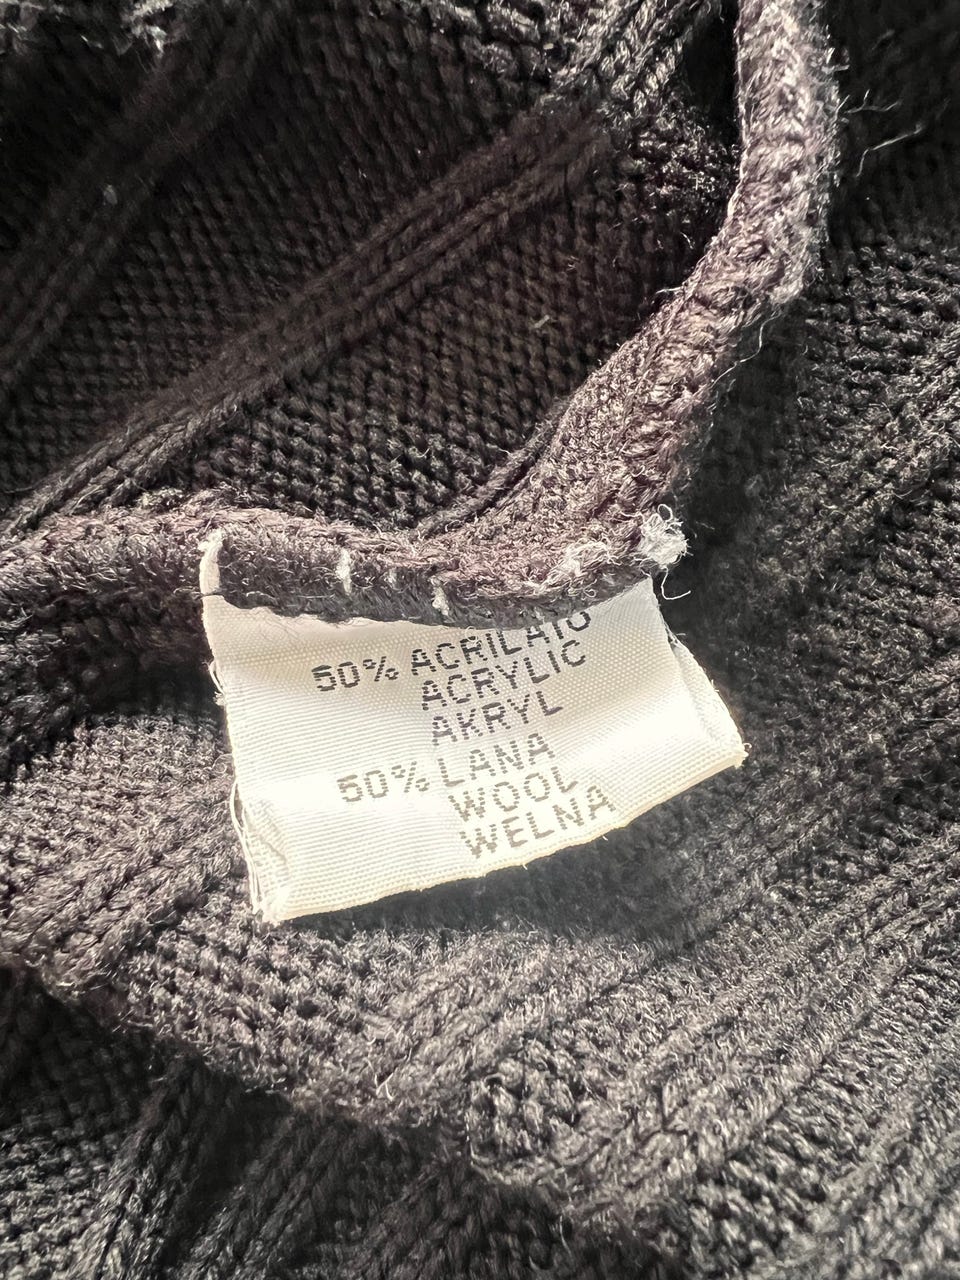 50% ACRILATO
ACRYLIC
AKRYL
50% LANA
WOOL
WELNA